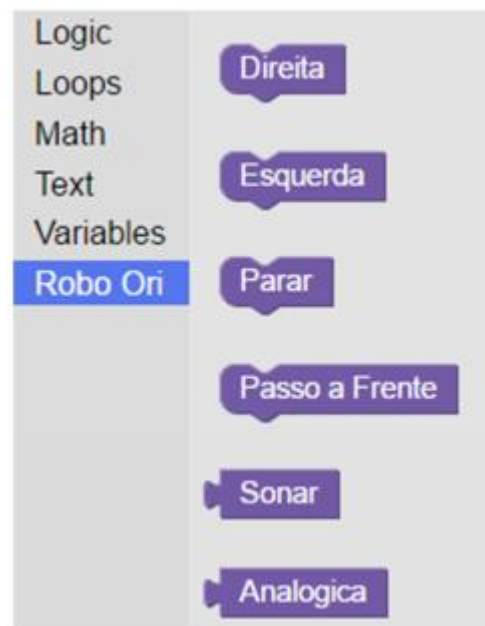 Logic
Loops
Math
Text
Variables
Robo Ori
Direita
Esquerda
Parar
Passo a Frente
Sonar
Analogica